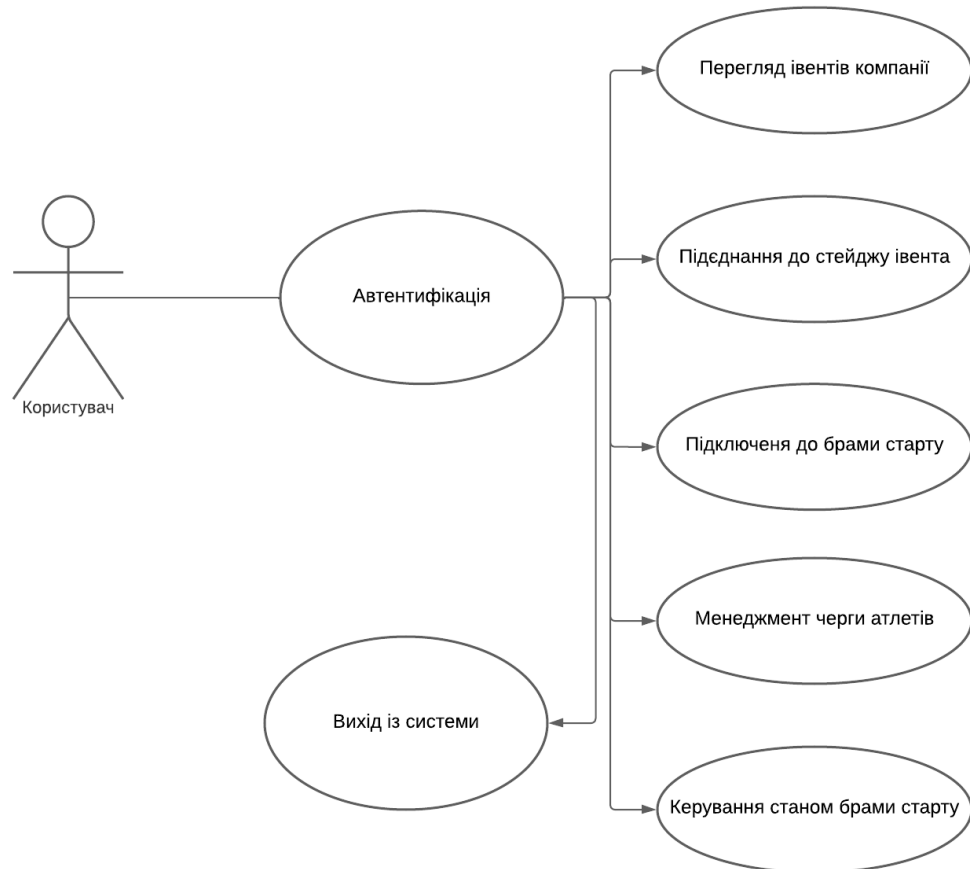 Перегляд івентів компанії
Підєднання до стейджу івента
Автентифікація
Користувач
Підключеня до брами старту
Менеджмент черги атлетів
Вихід із системи
Керування станом брами старту